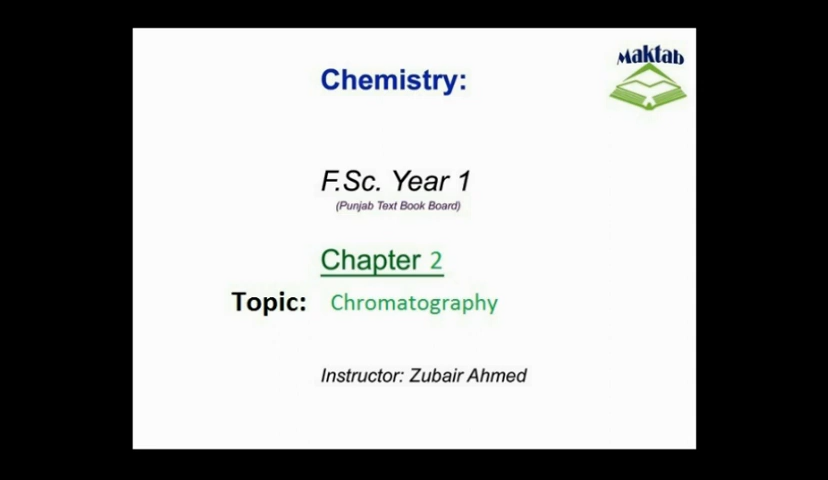 Maktab
Chemistry:
F.Sc. Year 1
(Punjab Text Book Board)
Chapter 2
Topic: Chromatography
Instructor: Zubair Ahmed